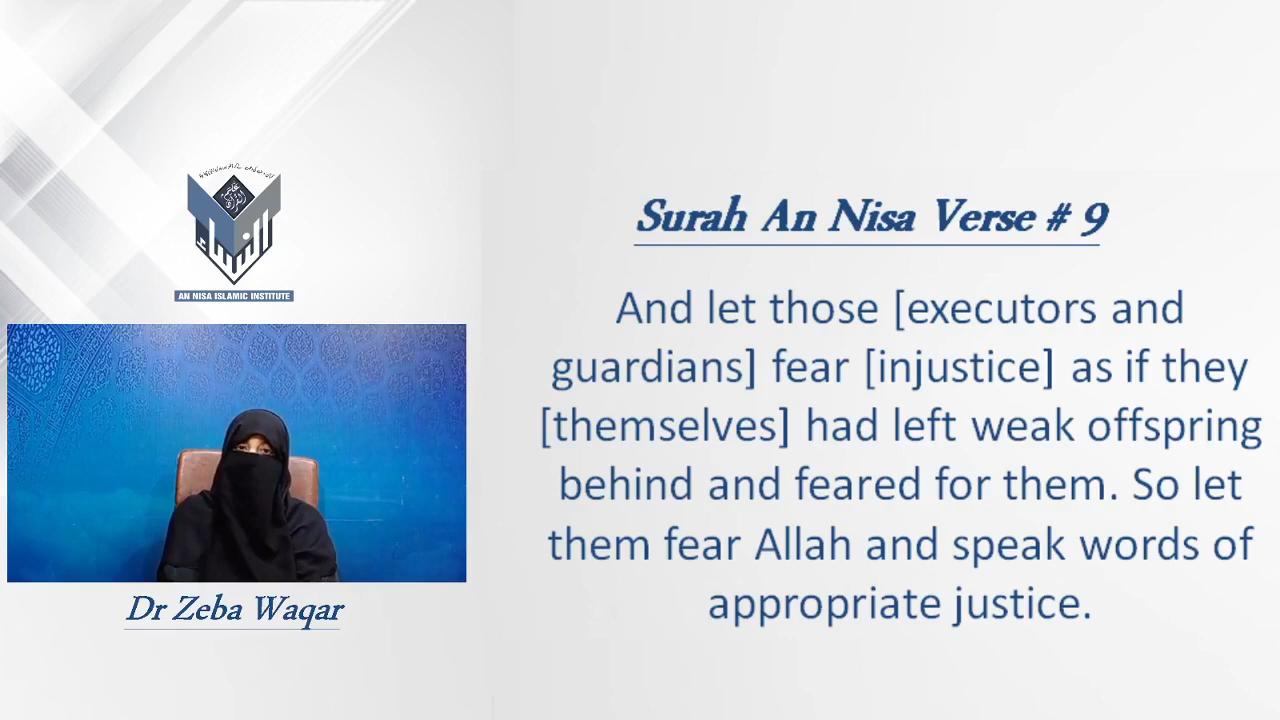 AN NISA ISLAMIC INSTITUTE
Dr Zeba Waqar
Surah An Nisa Verse # 9
And let those [executors and
guardians] fear [injustice] as if they
[themselves] had left weak offspring
behind and feared for them. So let
them fear Allah and speak words of
appropriate justice.